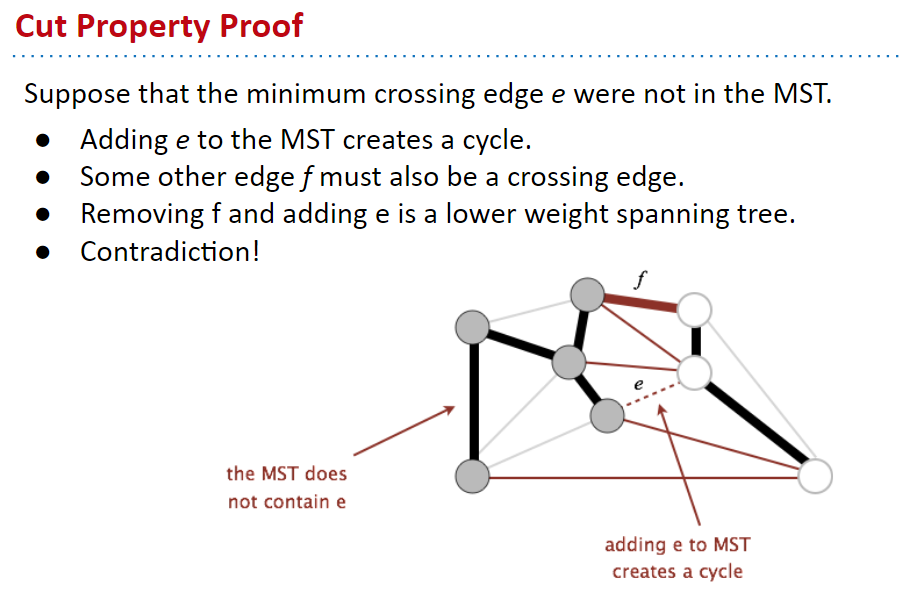 Cut Property Proof
Suppose that the minimum crossing edge e were not in the MST.
● Adding e to the MST creates a cycle.
● Some other edge f must also be a crossing edge.
● Removing f and adding e is a lower weight spanning tree.
● Contradiction!
f
e
the MST does
not contain e
adding e to MST
creates a cycle